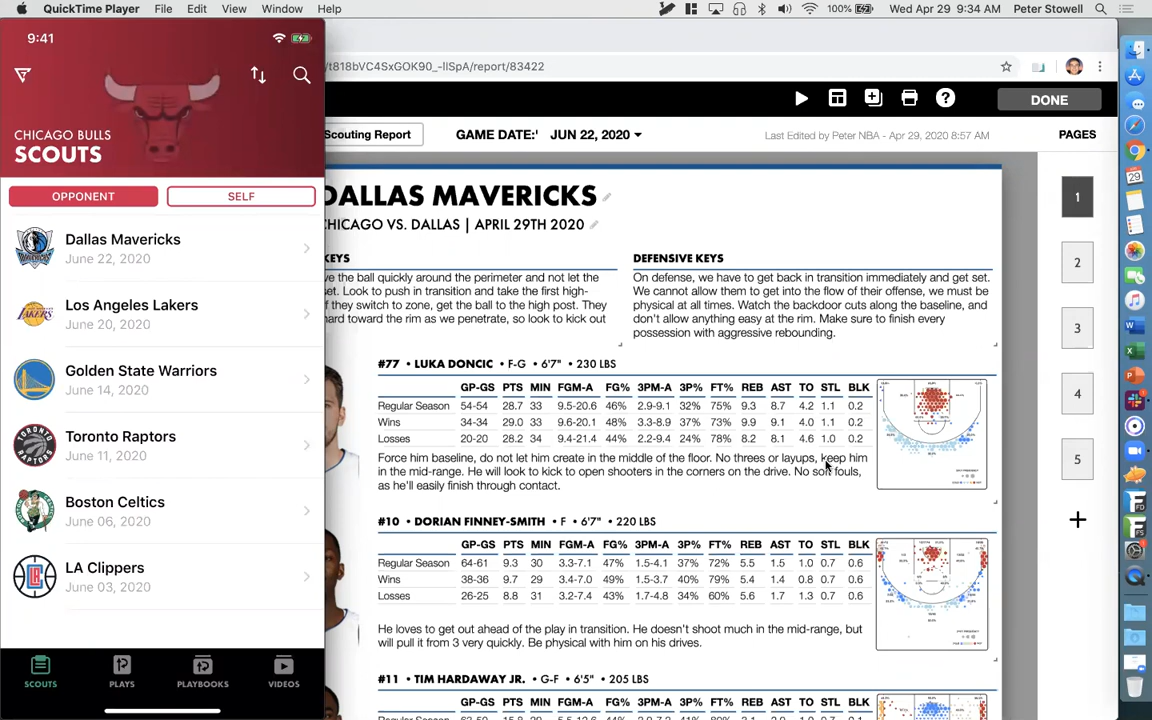 QuickTime Player File Edit View Window Help 100% Wed Apr 29 9:34 AM Peter Stowell
9:41
CHICAGO BULLS
SCOUTS
OPPONENT SELF
Dallas Mavericks
June 22, 2020
Los Angeles Lakers
June 20, 2020
Golden State Warriors
June 14, 2020
Toronto Raptors
June 11, 2020
Boston Celtics
June 06, 2020
LA Clippers
June 03, 2020
SCOUTS PLAYS PLAYBOOKS VIDEOS
/t818bVC4SxGOK90_-IlSpA/report/83422
DONE
Scouting Report GAME DATE:' JUN 22, 2020 Last Edited by Peter NBA - Apr 29, 2020 8:57 AM PAGES
DALLAS MAVERICKS
CHICAGO VS. DALLAS | APRIL 29TH 2020
KEYS
ve the ball quickly around the perimeter and not let the
set. Look to push in transition and take the first high-
f they switch to zone, get the ball to the high post. They
hard toward the rim as we penetrate, so look to kick out
DEFENSIVE KEYS
On defense, we have to get back in transition immediately and get set.
We cannot allow them to get into the flow of their offense, we must be
physical at all times. Watch the backdoor cuts along the baseline, and
don't allow anything easy at the rim. Make sure to finish every
possession with aggressive rebounding.
#77 • LUKA DONCIC • F-G • 6'7" • 230 LBS
GP-GS PTS MIN FGM-A FG% 3PM-A 3P% FT% REB AST TO STL BLK
Regular Season 54-54 28.7 33 9.5-20.6 46% 2.9-9.1 32% 75% 9.3 8.7 4.2 1.1 0.2
Wins 34-34 29.0 33 9.6-20.1 48% 3.3-8.9 37% 73% 9.9 9.1 4.0 1.1 0.2
Losses 20-20 28.2 34 9.4-21.4 44% 2.2-9.4 24% 78% 8.2 8.1 4.6 1.0 0.2
Force him baseline, do not let him create in the middle of the floor. No threes or layups, keep him
in the mid-range. He will look to kick to open shooters in the corners on the drive. No soft fouls,
as he'll easily finish through contact.
#10 • DORIAN FINNEY-SMITH • F • 6'7" • 220 LBS
GP-GS PTS MIN FGM-A FG% 3PM-A 3P% FT% REB AST TO STL BLK
Regular Season 64-61 9.3 30 3.3-7.1 47% 1.5-4.1 37% 72% 5.5 1.5 1.0 0.7 0.6
Wins 38-36 9.7 29 3.4-7.0 49% 1.5-3.7 40% 79% 5.4 1.4 0.8 0.7 0.6
Losses 26-25 8.8 31 3.2-7.4 43% 1.7-4.8 34% 60% 5.6 1.7 1.3 0.7 0.6
He loves to get out ahead of the play in transition. He doesn't shoot much in the mid-range, but
will pull it from 3 very quickly. Be physical with him on his drives.
#11 • TIM HARDAWAY JR. • G-F • 6'5" • 205 LBS
GP-GS PTS MIN FGM-A FG% 3PM-A 3P% FT% REB AST TO STL BLK
1
2
3
4
5